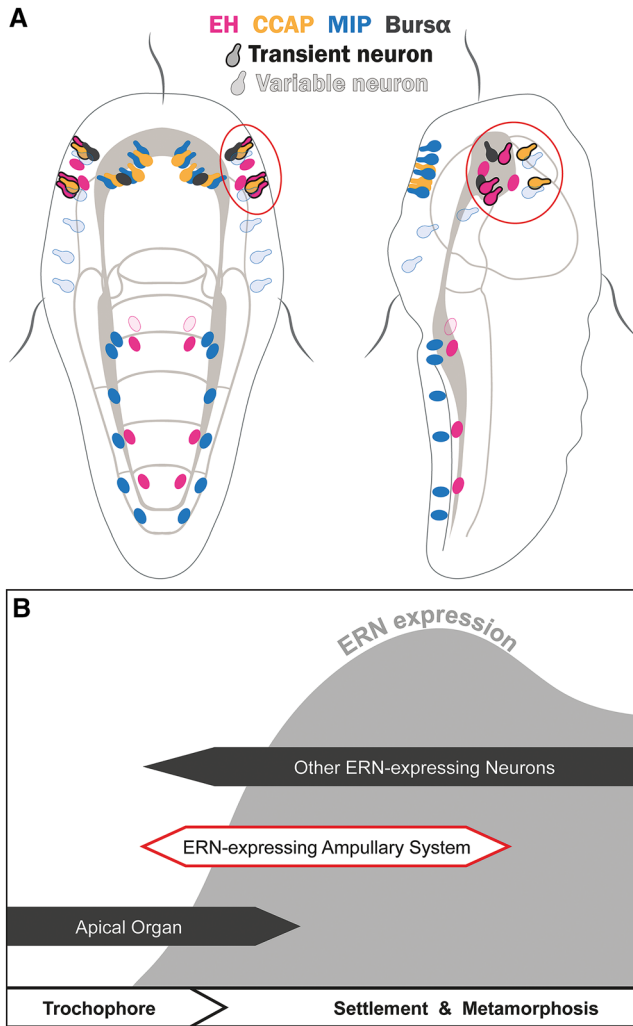 A
EH CCAP MIP Bursα
Transient neuron
Variable neuron
B
ERN expression
Other ERN-expressing Neurons
ERN-expressing Ampullary System
Apical Organ
Trochophore Settlement & Metamorphosis